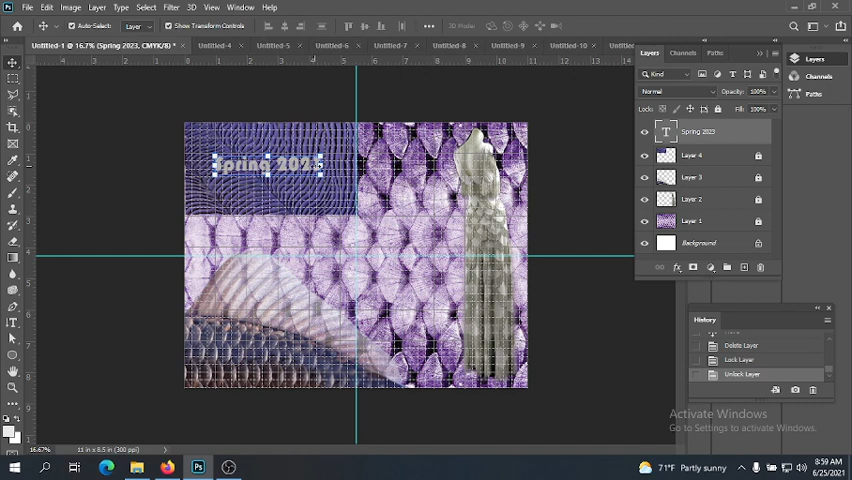 File Edit Image Layer Type Select Filter 3D View Window Help
Auto-Select: Layer Show Transform Controls 3D Mode:
Untitled-1 @ 16.7% (Spring 2023, CMYK/8) * Untitled-4 Untitled-5 Untitled-6 Untitled-7 Untitled-8 Untitled-9 Untitled-10
Layers Channels Paths
Layers
Channels
Paths
Kind
Normal Opacity: 100%
Lock: Fill: 100%
Spring 2023
Layer 4
Layer 3
Layer 2
Layer 1
Background
Spring 2023
History
Delete Layer
Lock Layer
Unlock Layer
Activate Windows
Go to Settings to activate Windows.
16.67% 11 in x 8.5 in (300 ppi)
71°F Partly sunny
8:59 AM
6/25/2021